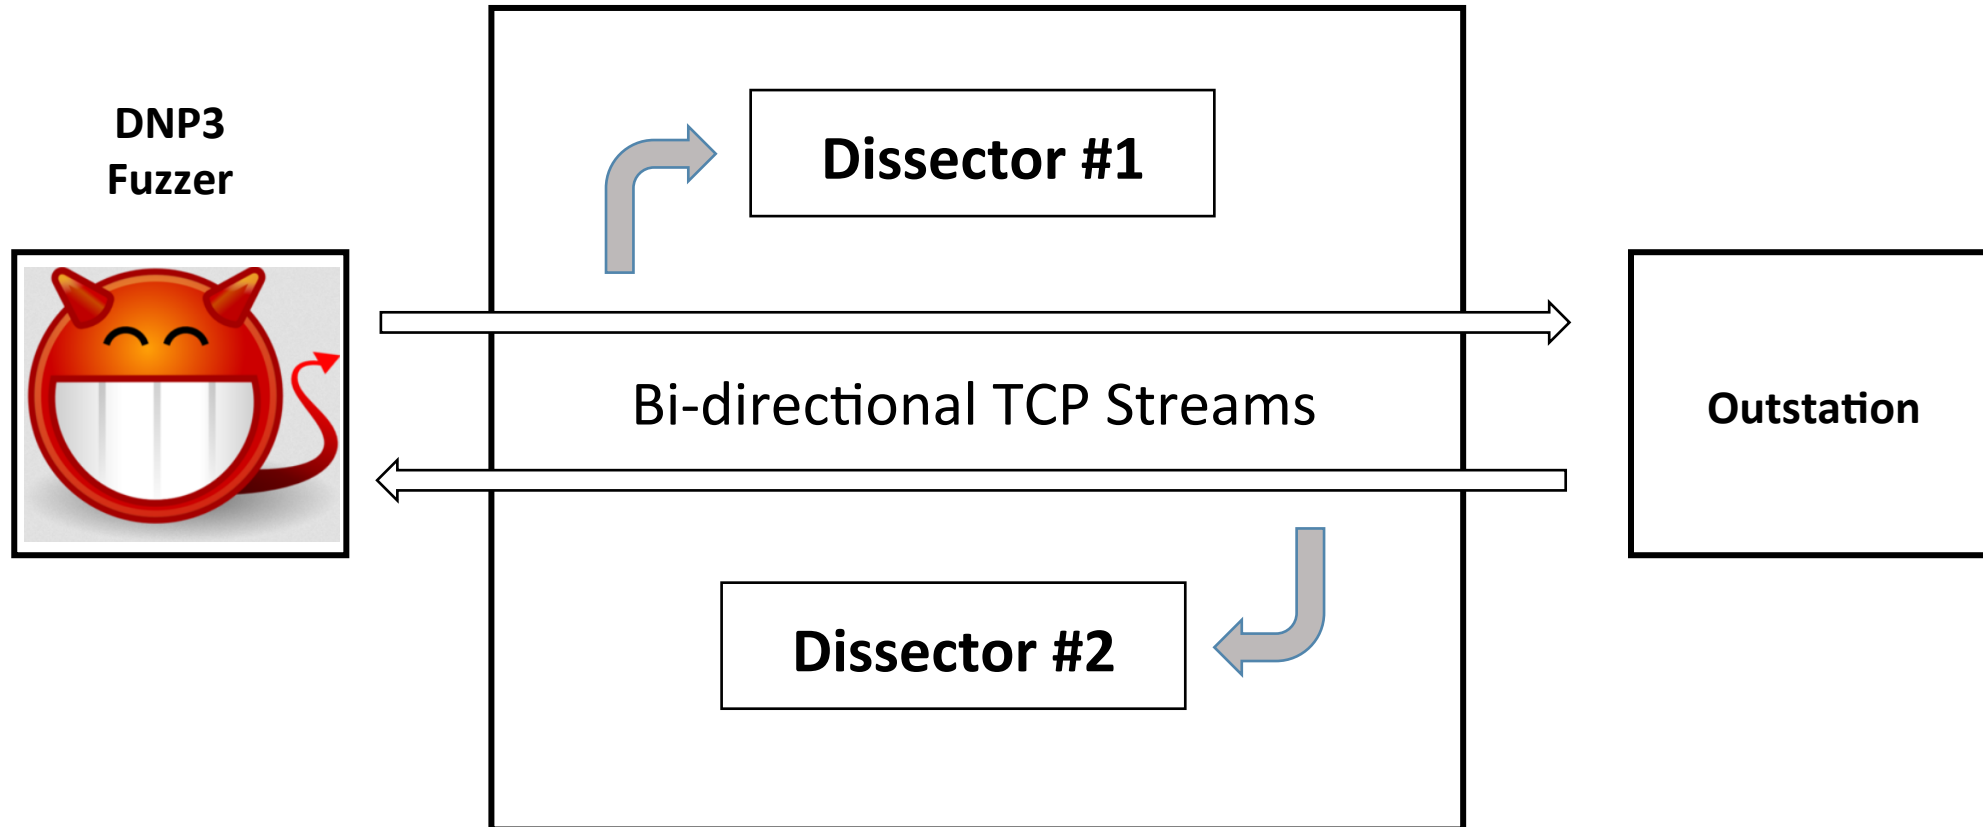 DNP3
Fuzzer
Dissector #1
Bi-directional TCP Streams
Outstation
Dissector #2